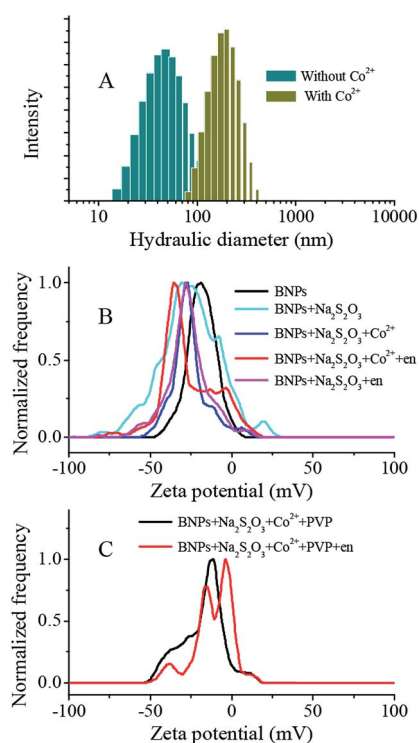 A
Without Co²⁺
With Co²⁺
Intensity
10 100 1000 10000
Hydraulic diameter (nm)
B
BNPs
BNPs+Na₂S₂O₃
BNPs+Na₂S₂O₃+Co²⁺
BNPs+Na₂S₂O₃+Co²⁺+en
BNPs+Na₂S₂O₃+en
Normalized frequency
1.0
0.5
0.0
-100 -50 0 50 100
Zeta potential (mV)
C
BNPs+Na₂S₂O₃+Co²⁺+PVP
BNPs+Na₂S₂O₃+Co²⁺+PVP+en
Normalized frequency
1.0
0.5
0.0
-100 -50 0 50 100
Zeta potential (mV)